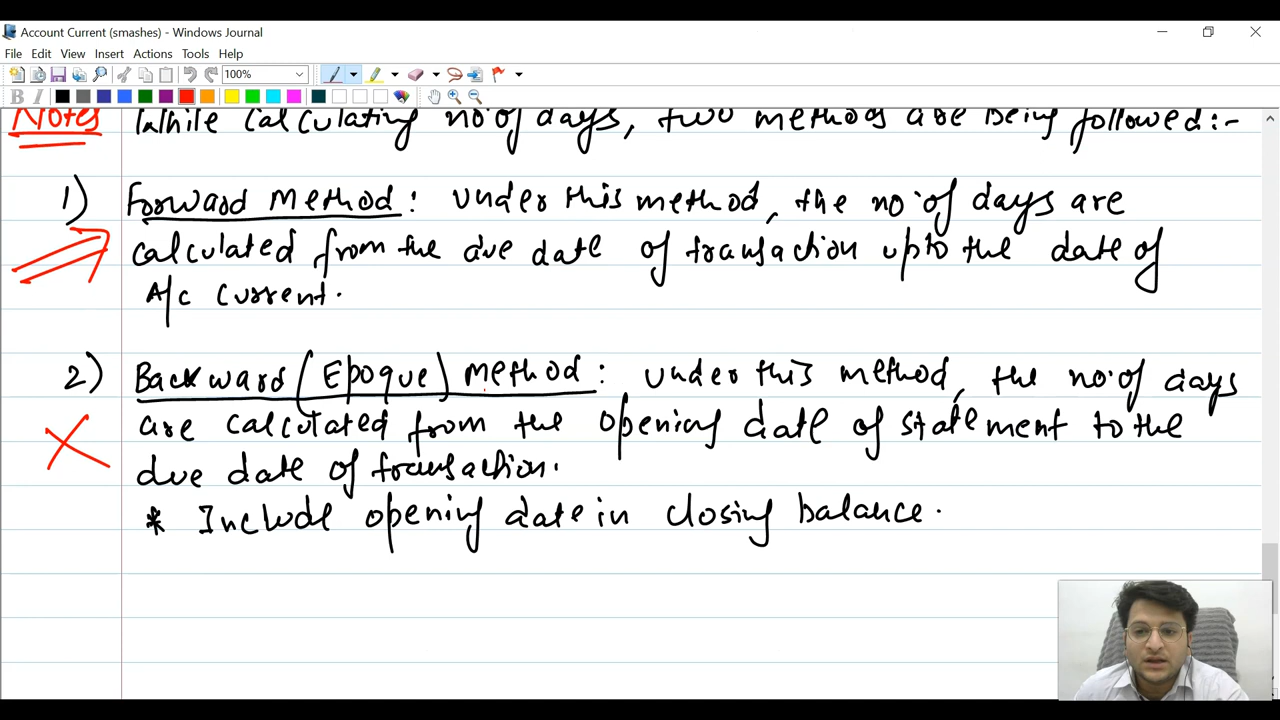 Account Current (smashes) - Windows Journal
File Edit View Insert Actions Tools Help
100%
B I
Notes While calculating no of days, two methods are being followed:-
1) Forward Method: under this method, the no. of days are
calculated from the due date of transaction upto the date of
A/c current.
2) Backward (Epoque) Method: under this method, the no. of days
are calculated from the opening date of statement to the
due date of transaction.
* Include opening date in closing balance.